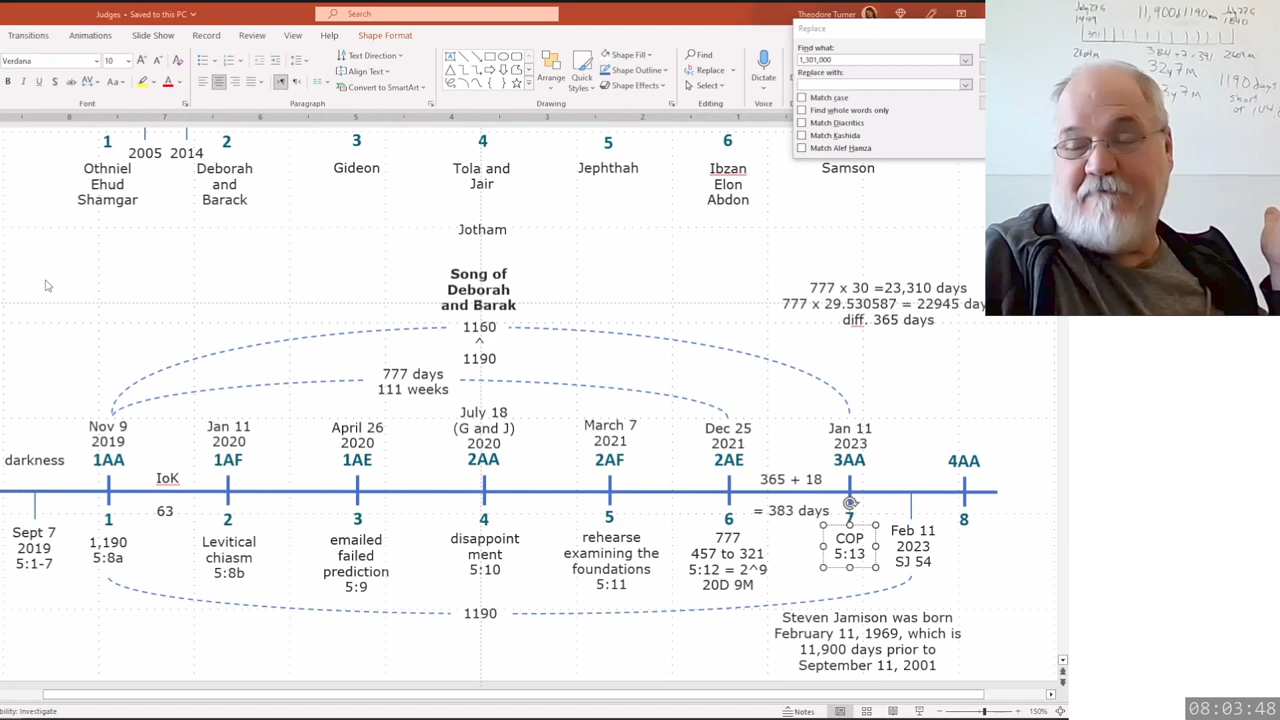 Judges • Saved to this PC
Search
Theodore Turner
Transitions
Animations
Slide Show
Record
Review
View
Help
Shape Format
Replace
Verdana
Text Direction
Align Text
Convert to SmartArt
Arrange
Quick
Styles
Shape Fill
Shape Outline
Shape Effects
Find
Replace
Select
Dictate
Font
Paragraph
Drawing
Editing
Voice
Find what:
1,301,000
Replace with:
Match case
Find whole words only
Match Diacritics
Match Kashida
Match Alef Hamza
11,900
1190 days
short
1 2 3 4 5 6
2005 2014
Othniel
Ehud
Shamgar
Deborah
and
Barack
Gideon
Tola and
Jair
Jephthah
Ibzan
Elon
Abdon
Samson
Jotham
Song of
Deborah
and Barak
777 x 30 =23,310 days
777 x 29.530587 = 22945 day
diff. 365 days
1160
^
1190
777 days
111 weeks
Nov 9
2019
1AA
Jan 11
2020
1AF
April 26
2020
1AE
July 18
(G and J)
2020
2AA
March 7
2021
2AF
Dec 25
2021
2AE
Jan 11
2023
3AA
4AA
darkness
IoK
63
365 + 18
= 383 days
1 2 3 4 5 6 7 8
Sept 7
2019
5:1-7
1,190
5:8a
Levitical
chiasm
5:8b
emailed
failed
prediction
5:9
disappoint
ment
5:10
rehearse
examining the
foundations
5:11
777
457 to 321
5:12 = 2^9
20D 9M
COP
5:13
Feb 11
2023
SJ 54
1190
Steven Jamison was born
February 11, 1969, which is
11,900 days prior to
September 11, 2001
bility: Investigate
Notes
150%
08:03:48